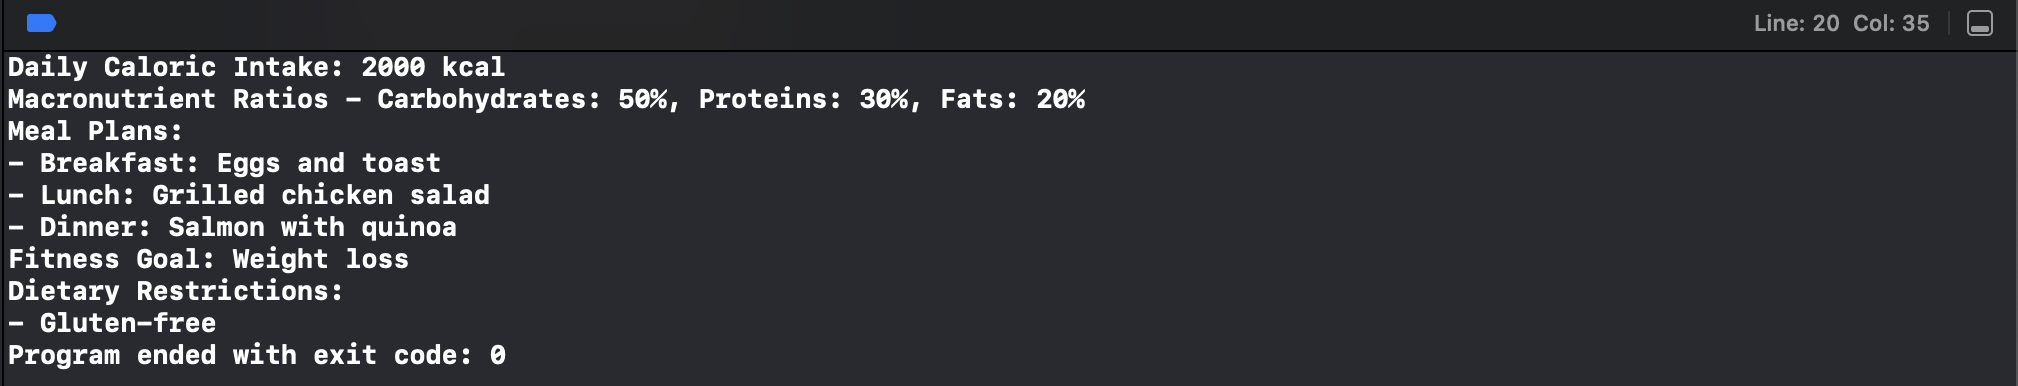 Line: 20 Col: 35
Daily Caloric Intake: 2000 kcal
Macronutrient Ratios - Carbohydrates: 50%, Proteins: 30%, Fats: 20%
Meal Plans:
- Breakfast: Eggs and toast
- Lunch: Grilled chicken salad
- Dinner: Salmon with quinoa
Fitness Goal: Weight loss
Dietary Restrictions:
- Gluten-free
Program ended with exit code: 0